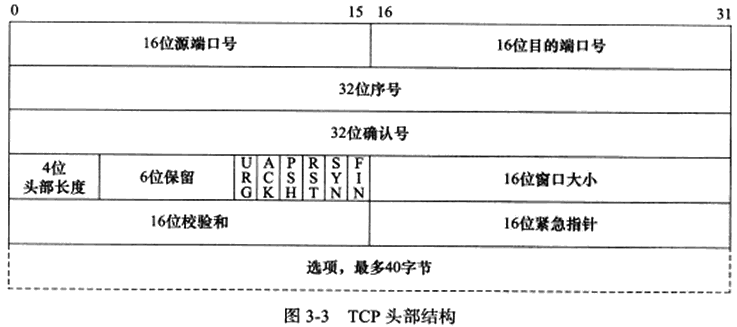 0 15 16 31
16位源端口号 16位目的端口号
32位序号
32位确认号
4位
头部长度
6位保留
URG
ACK
PSH
RST
SYN
FIN
16位窗口大小
16位校验和 16位紧急指针
选项，最多40字节
图 3-3 TCP 头部结构